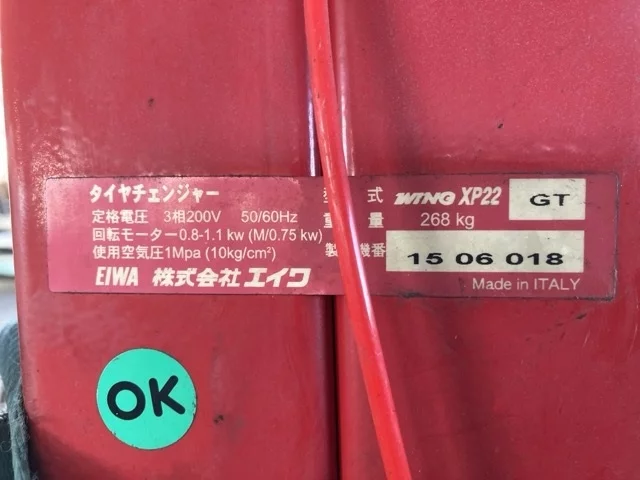 タイヤチェンジャー
型 式 WING XP22 GT
定格電圧 3相200V 50/60Hz
重 量 268 kg
回転モーター0.8-1.1 kw (M/0.75 kw)
使用空気圧1Mpa (10kg/cm²)
製 機番 15 06 018
EIWA 株式会社エイワ
Made in ITALY
OK